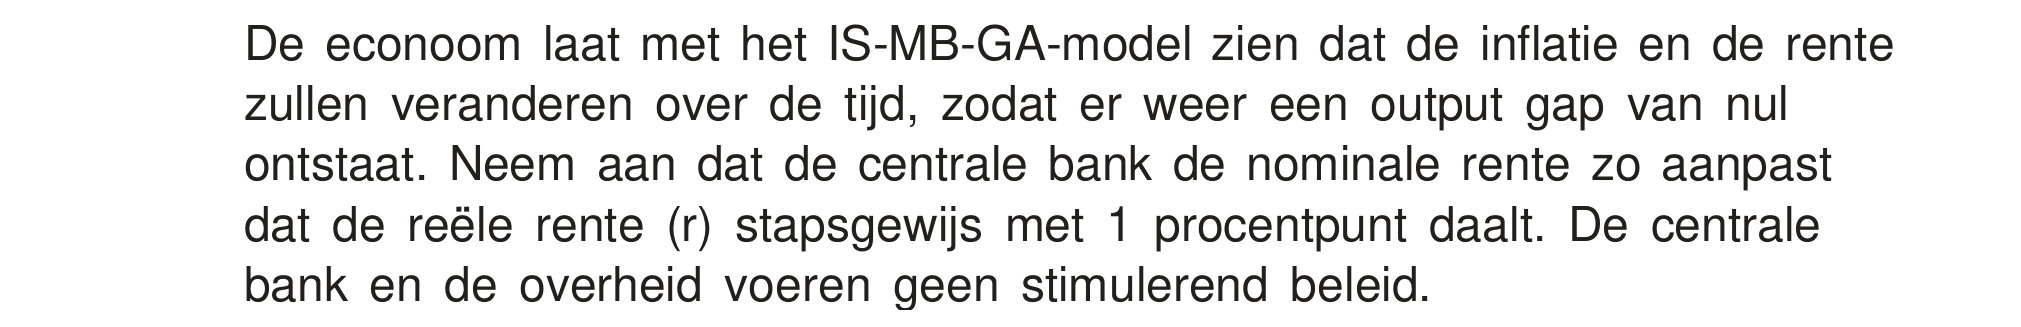 De econoom laat met het IS-MB-GA-model zien dat de inflatie en de rente
zullen veranderen over de tijd, zodat er weer een output gap van nul
ontstaat. Neem aan dat de centrale bank de nominale rente zo aanpast
dat de reële rente (r) stapsgewijs met 1 procentpunt daalt. De centrale
bank en de overheid voeren geen stimulerend beleid.